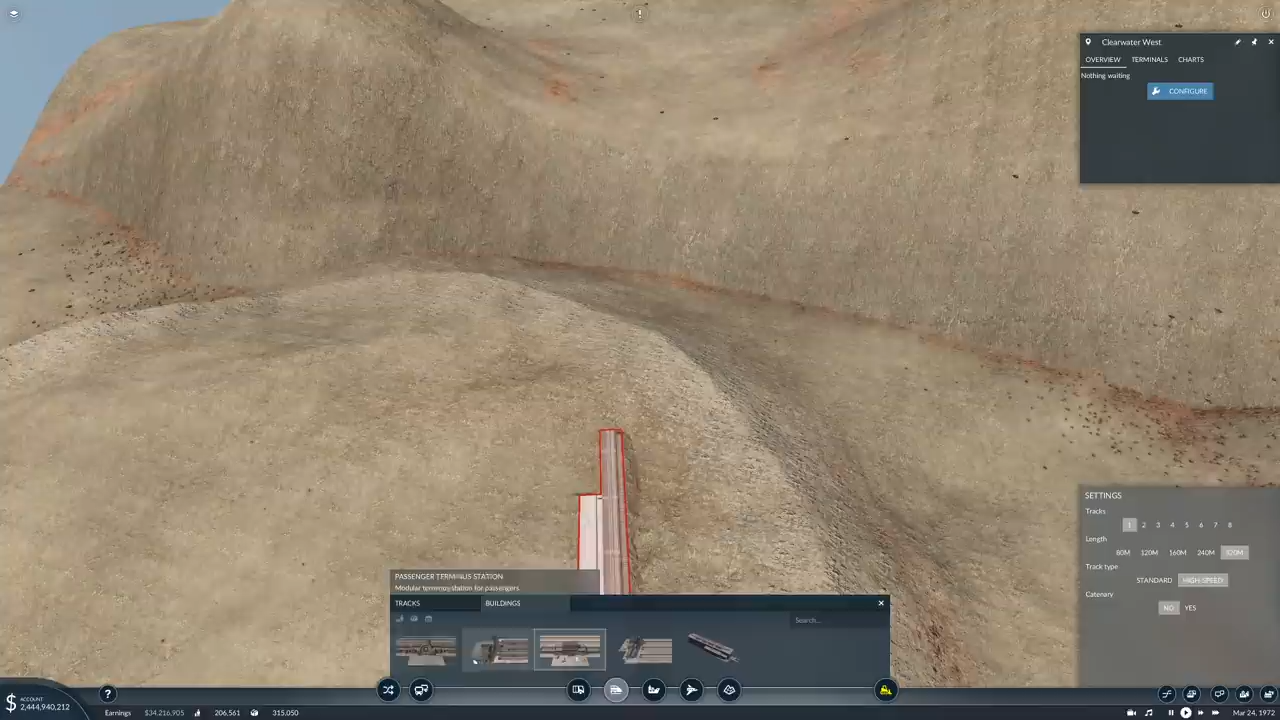 Clearwater West
OVERVIEW TERMINALS CHARTS
Nothing waiting
CONFIGURE
SETTINGS
Tracks
1 2 3 4 5 6 7 8
Length
80M 120M 160M 240M 320M
Track type
STANDARD HIGH-SPEED
Catenary
NO YES
PASSENGER TERMINUS STATION
Modular terminus station for passengers.
TRACKS BUILDINGS
Search...
ACCOUNT
$ 2,444,940,212
?
Earnings $34,216,905 206,561 315,050
Mar 24, 1972